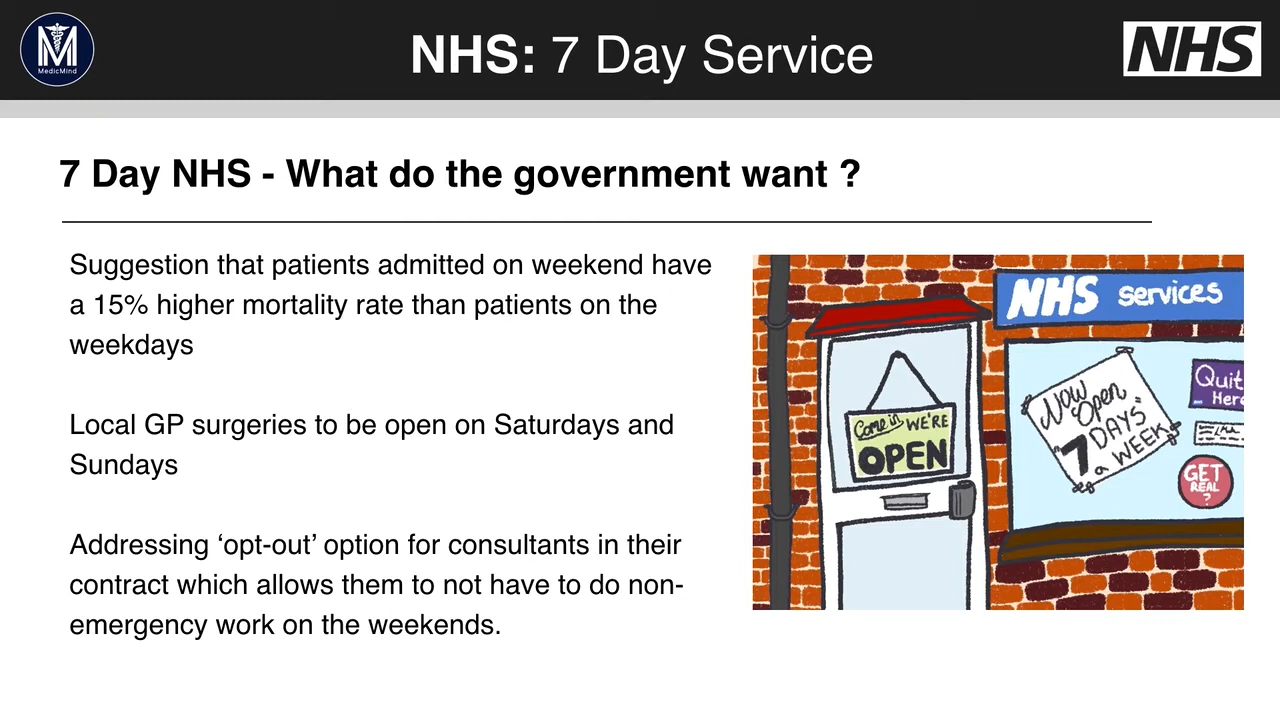 M
MedicMind
NHS: 7 Day Service
NHS
7 Day NHS - What do the government want ?
Suggestion that patients admitted on weekend have
a 15% higher mortality rate than patients on the
weekdays
Local GP surgeries to be open on Saturdays and
Sundays
Addressing ‘opt-out’ option for consultants in their
contract which allows them to not have to do non-
emergency work on the weekends.
NHS services
Come in WE'RE
OPEN
Now
'Open
7 DAYS'
a WEEK
Quit
Here
GET
REAL
?